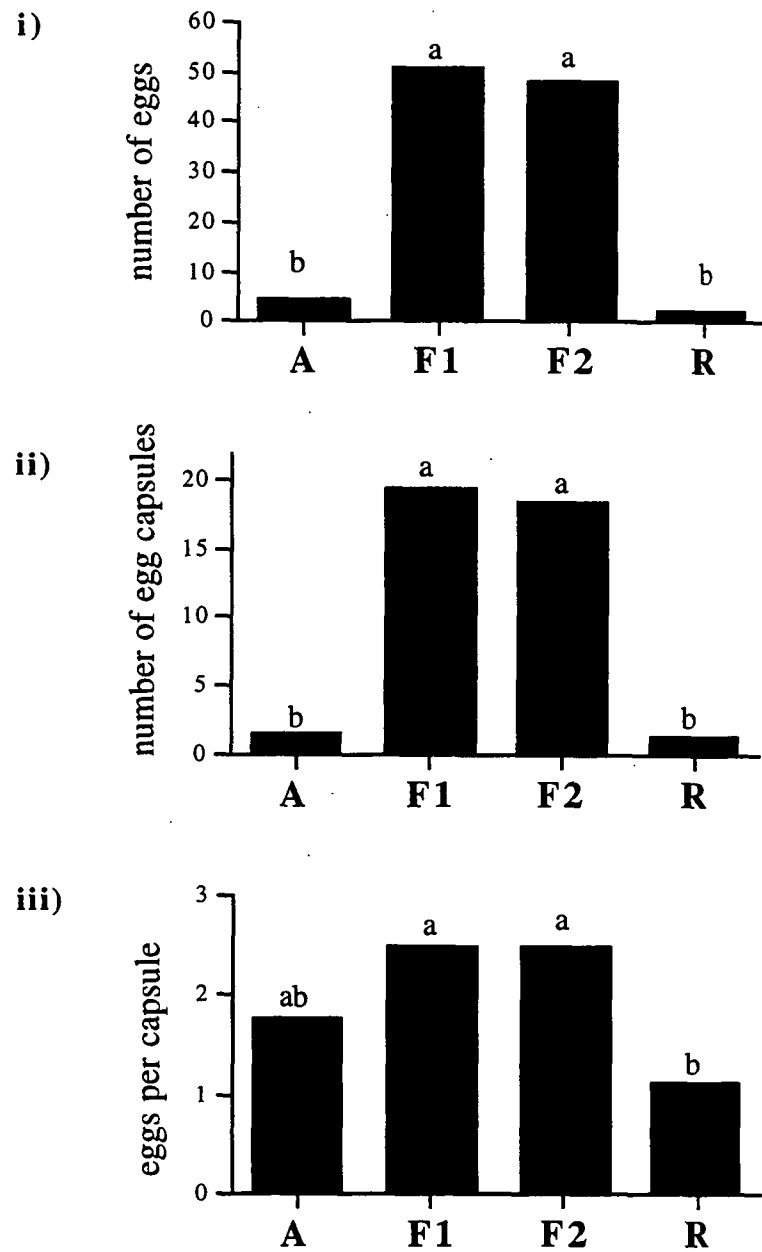 i)
number of eggs
60
50
40
30
20
10
0
b
a
a
b
A F1 F2 R
ii)
number of egg capsules
20
15
10
5
0
b
a
a
b
A F1 F2 R
iii)
eggs per capsule
3
2
1
0
ab
a
a
b
A F1 F2 R